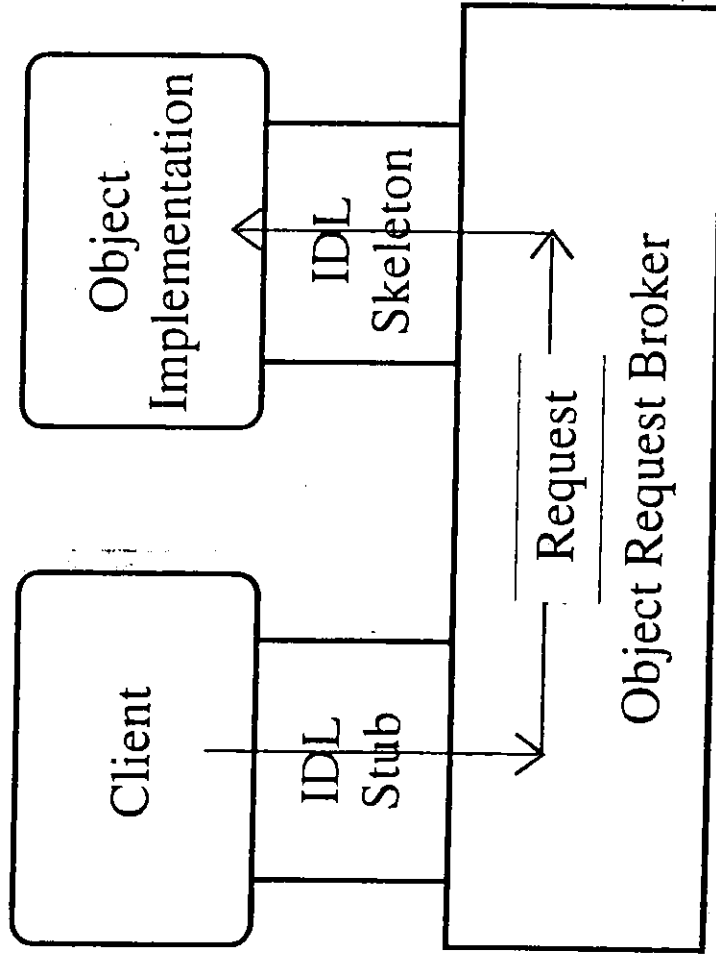 Client
Object
Implementation
IDL
Stub
IDL
Skeleton
Request
Object Request Broker